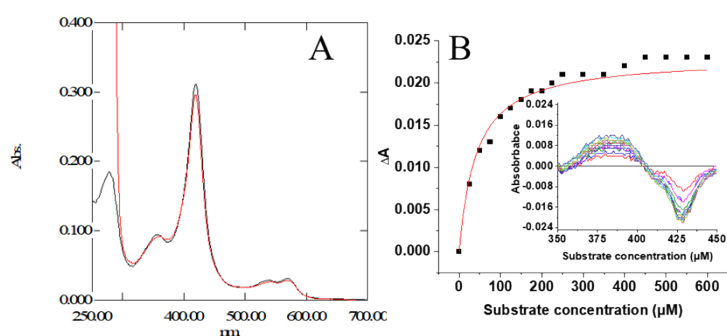 0.400
A
0.300
Abs.
0.200
0.100
0.000
250.00 300.00 400.00 500.00 600.00 700.00
nm
B
0.025
0.020
0.015
ΔA
0.010
0.005
0.000
0 100 200 300 400 500 600
Substrate concentration (µM)
0.024
0.016
0.008
0.000
-0.008
-0.016
-0.024
Absobrbabce
350 375 400 425 450
Substrate concentration (µM)